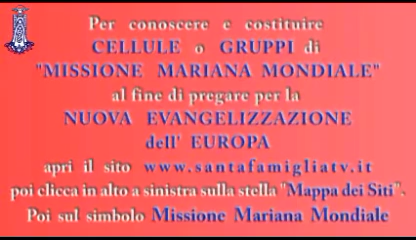 Per conoscere e costituire
CELLULE o GRUPPI di
"MISSIONE MARIANA MONDIALE"
al fine di pregare per la
NUOVA EVANGELIZZAZIONE
dell' EUROPA
apri il sito www.santafamigliatv.it
poi clicca in alto a sinistra sulla stella "Mappa dei Siti".
Poi sul simbolo Missione Mariana Mondiale